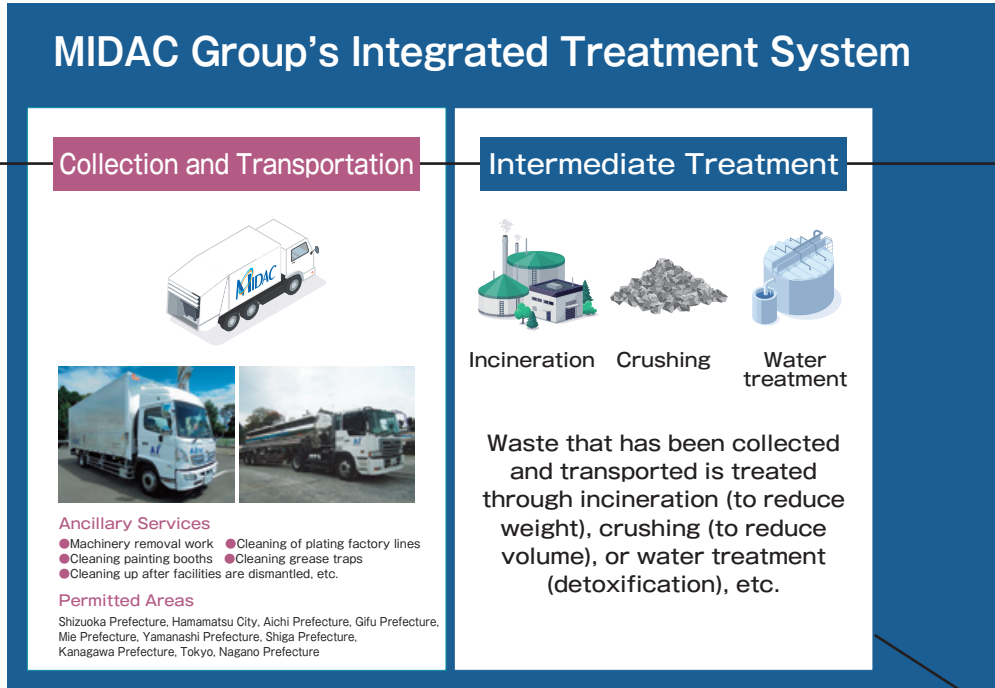 MIDAC Group's Integrated Treatment System
Collection and Transportation
MIDAC
Ancillary Services
●Machinery removal work ●Cleaning of plating factory lines
●Cleaning painting booths ●Cleaning grease traps
●Cleaning up after facilities are dismantled, etc.
Permitted Areas
Shizuoka Prefecture, Hamamatsu City, Aichi Prefecture, Gifu Prefecture,
Mie Prefecture, Yamanashi Prefecture, Shiga Prefecture,
Kanagawa Prefecture, Tokyo, Nagano Prefecture
Intermediate Treatment
Incineration
Crushing
Water
treatment
Waste that has been collected
and transported is treated
through incineration (to reduce
weight), crushing (to reduce
volume), or water treatment
(detoxification), etc.